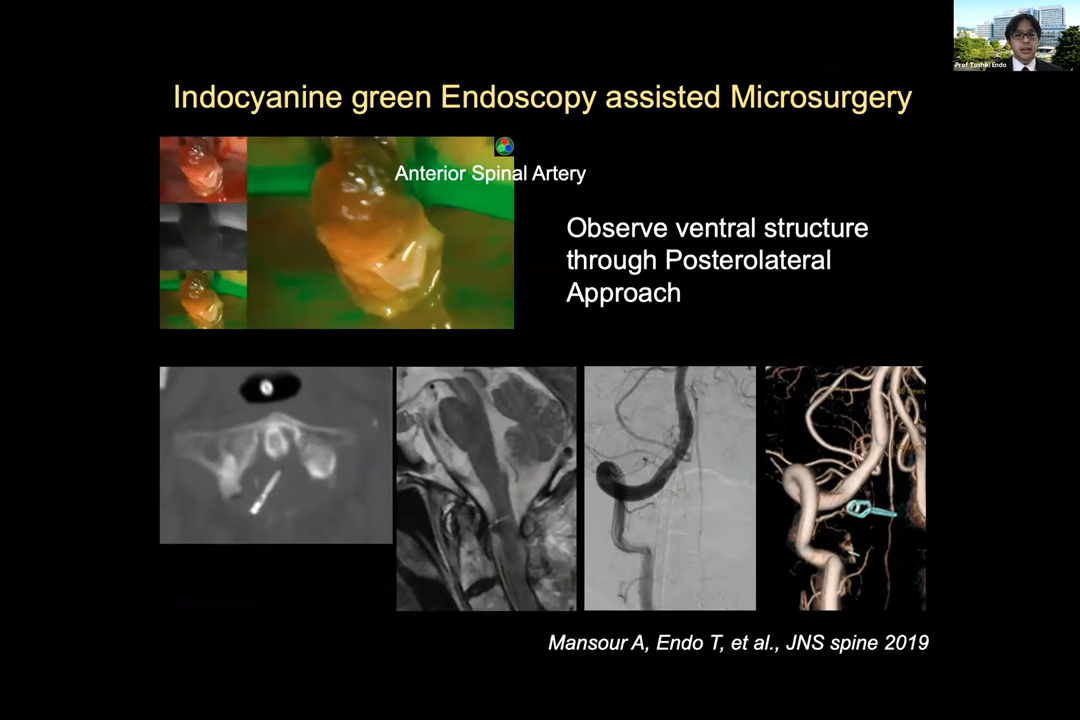 Prof Toshiki Endo
Indocyanine green Endoscopy assisted Microsurgery
Anterior Spinal Artery
Observe ventral structure
through Posterolateral
Approach
Mansour A, Endo T, et al., JNS spine 2019